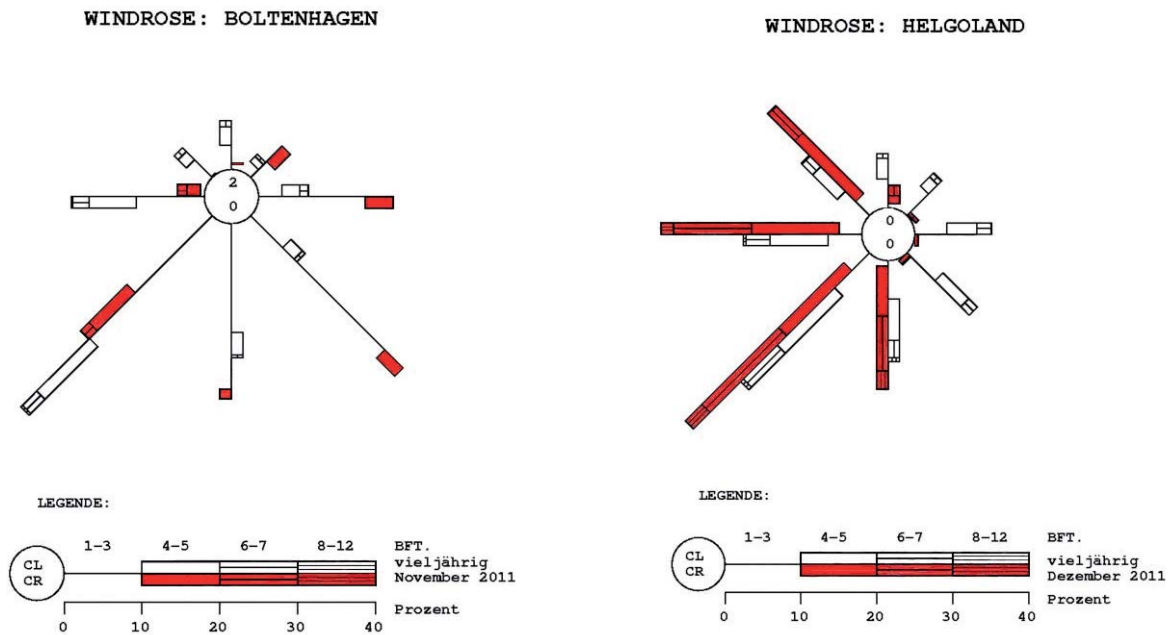 WINDROSE: BOLTENHAGEN
2
0
LEGENDE:
1-3 4-5 6-7 8-12 BFT.
CL
CR
vieljährig
November 2011
Prozent
0 10 20 30 40
WINDROSE: HELGOLAND
0
0
LEGENDE:
1-3 4-5 6-7 8-12 BFT.
CL
CR
vieljährig
Dezember 2011
Prozent
0 10 20 30 40